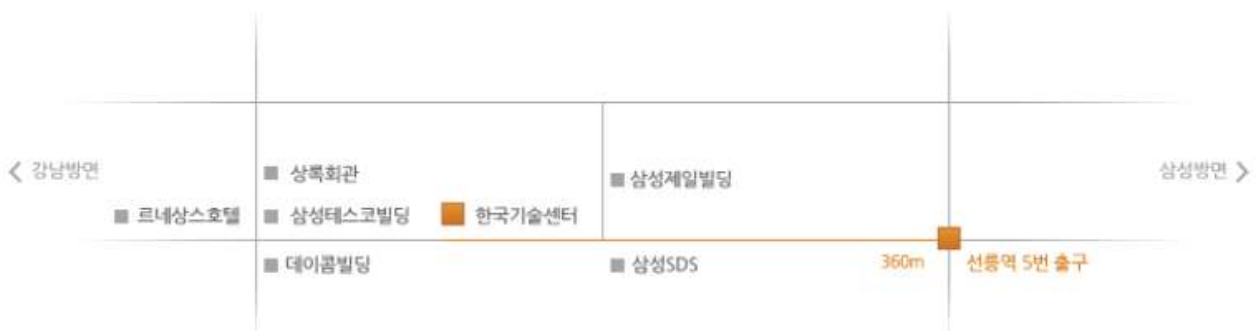 강남방면
상록회관
삼성제일빌딩
삼성방면
르네상스호텔
삼성테스코빌딩
한국기술센터
데이콤빌딩
삼성SDS
360m
선릉역 5번 출구